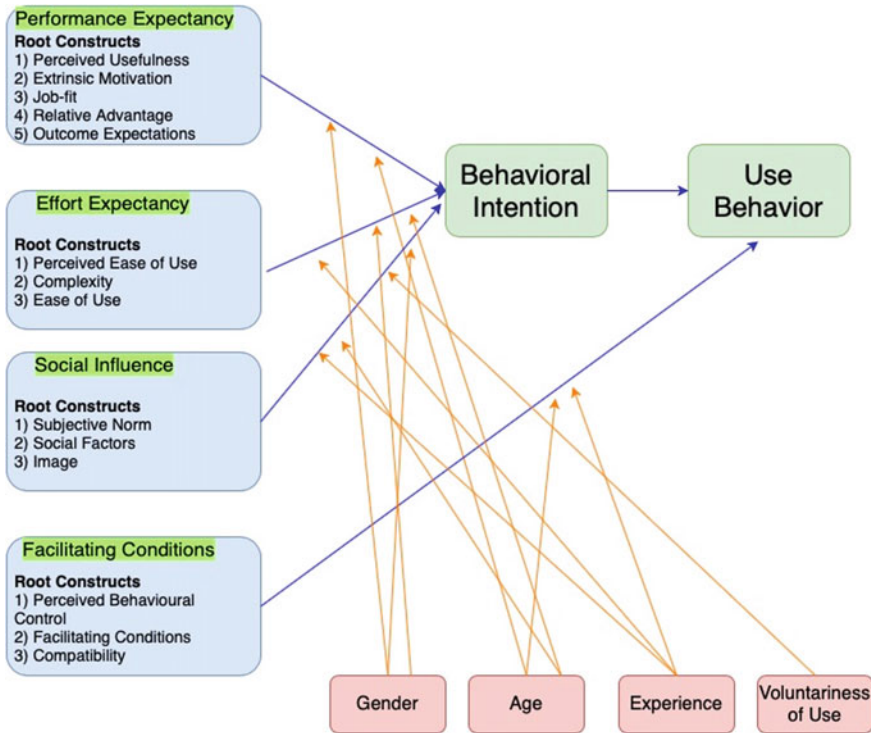 Performance Expectancy
Root Constructs
1) Perceived Usefulness
2) Extrinsic Motivation
3) Job-fit
4) Relative Advantage
5) Outcome Expectations
Effort Expectancy
Root Constructs
1) Perceived Ease of Use
2) Complexity
3) Ease of Use
Social Influence
Root Constructs
1) Subjective Norm
2) Social Factors
3) Image
Facilitating Conditions
Root Constructs
1) Perceived Behavioural
Control
2) Facilitating Conditions
3) Compatibility
Behavioral
Intention
Use
Behavior
Gender
Age
Experience
Voluntariness
of Use